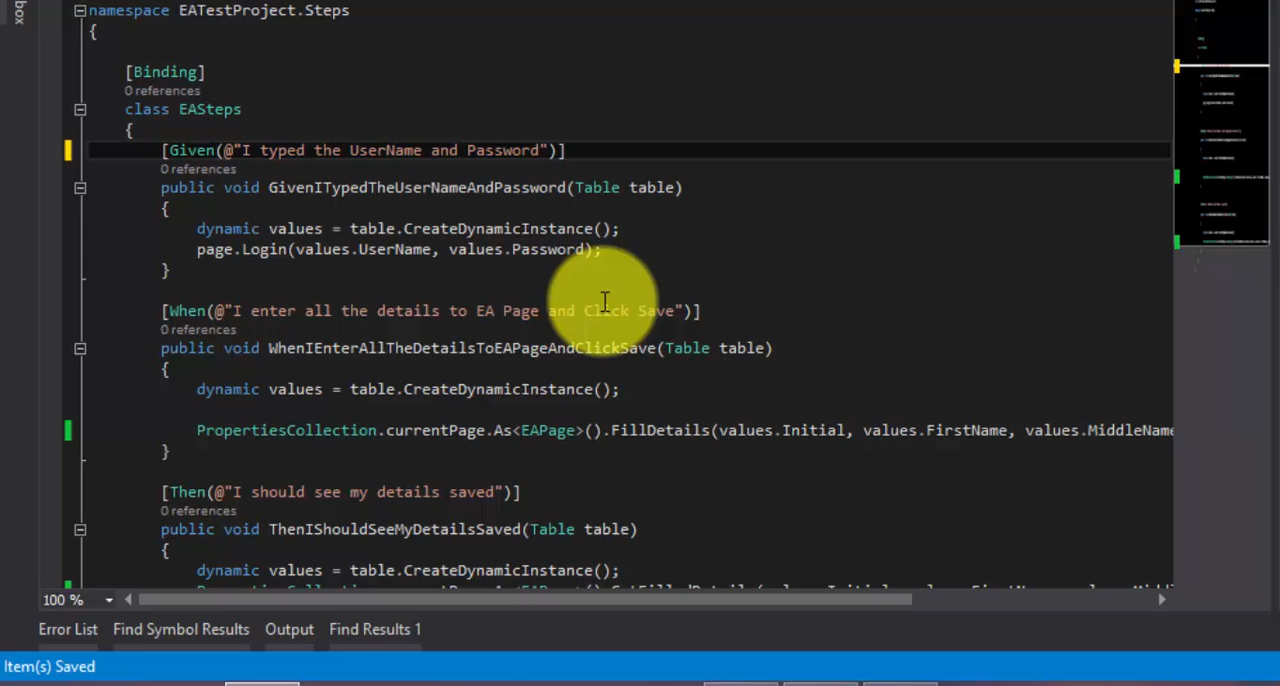 box
namespace EATestProject.Steps
{
[Binding]
0 references
class EASteps
{
[Given(@"I typed the UserName and Password")]
0 references
public void GivenITypedTheUserNameAndPassword(Table table)
{
dynamic values = table.CreateDynamicInstance();
page.Login(values.UserName, values.Password);
}
[When(@"I enter all the details to EA Page and Click Save")]
0 references
public void WhenIEnterAllTheDetailsToEAPageAndClickSave(Table table)
{
dynamic values = table.CreateDynamicInstance();
PropertiesCollection.currentPage.As<EAPage>().FillDetails(values.Initial, values.FirstName, values.MiddleName
}
[Then(@"I should see my details saved")]
0 references
public void ThenIShouldSeeMyDetailsSaved(Table table)
{
dynamic values = table.CreateDynamicInstance();
100 %
Error List Find Symbol Results Output Find Results 1
Item(s) Saved